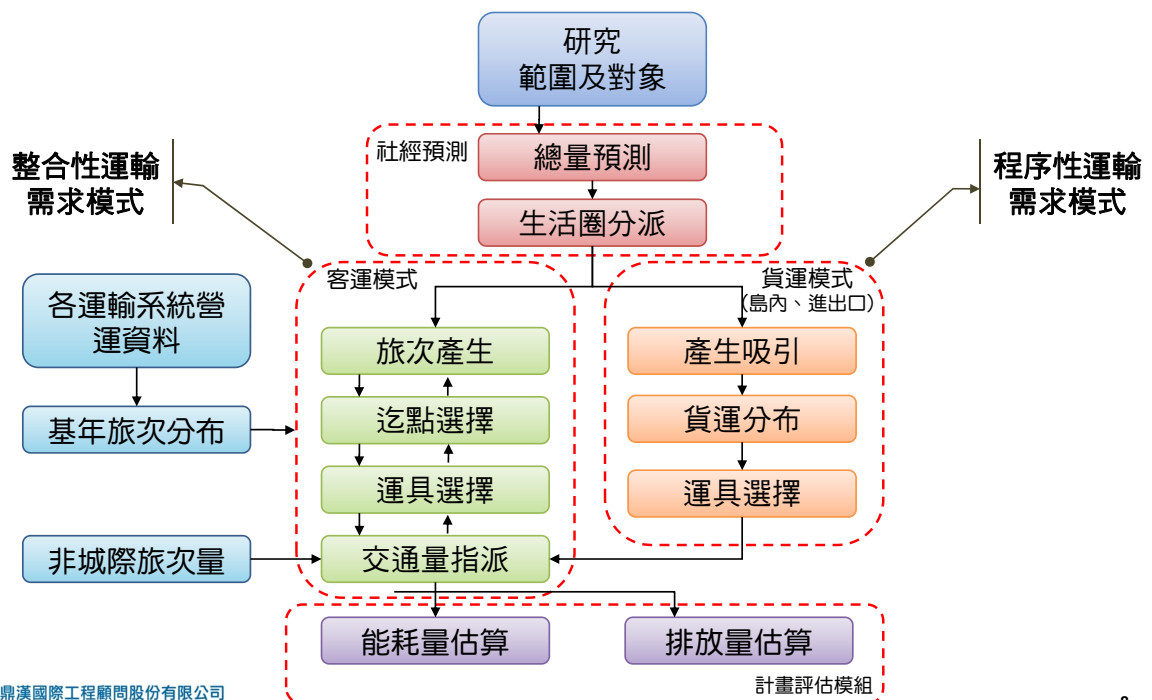 研究
範圍及對象
社經預測
總量預測
生活圈分派
整合性運輸
需求模式
程序性運輸
需求模式
客運模式
貨運模式
(島內、進出口)
各運輸系統營
運資料
基年旅次分布
非城際旅次量
旅次產生
迄點選擇
運具選擇
交通量指派
產生吸引
貨運分布
運具選擇
能耗量估算
排放量估算
計畫評估模組
鼎漢國際工程顧問股份有限公司